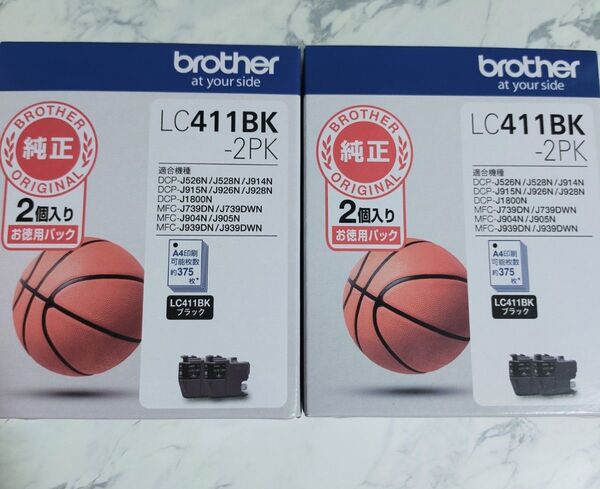 brother
at your side
BROTHER
純正
ORIGINAL
2個入り
お徳用パック
LC411BK
-2PK
適合機種
DCP-J526N/J528N/J914N
DCP-J915N/J926N/J928N
DCP-J1800N
MFC-J739DN/J739DWN
MFC-J904N/J905N
MFC-J939DN/J939DWN
A4印刷
可能枚数
約375
枚*
LC411BK
ブラック
brother
at your side
BROTHER
純正
ORIGINAL
2個入り
お徳用パック
LC411BK
-2PK
適合機種
DCP-J526N/J528N/J914N
DCP-J915N/J926N/J928N
DCP-J1800N
MFC-J739DN/J739DWN
MFC-J904N/J905N
MFC-J939DN/J939DWN
A4印刷
可能枚数
約375
枚*
LC411BK
ブラック